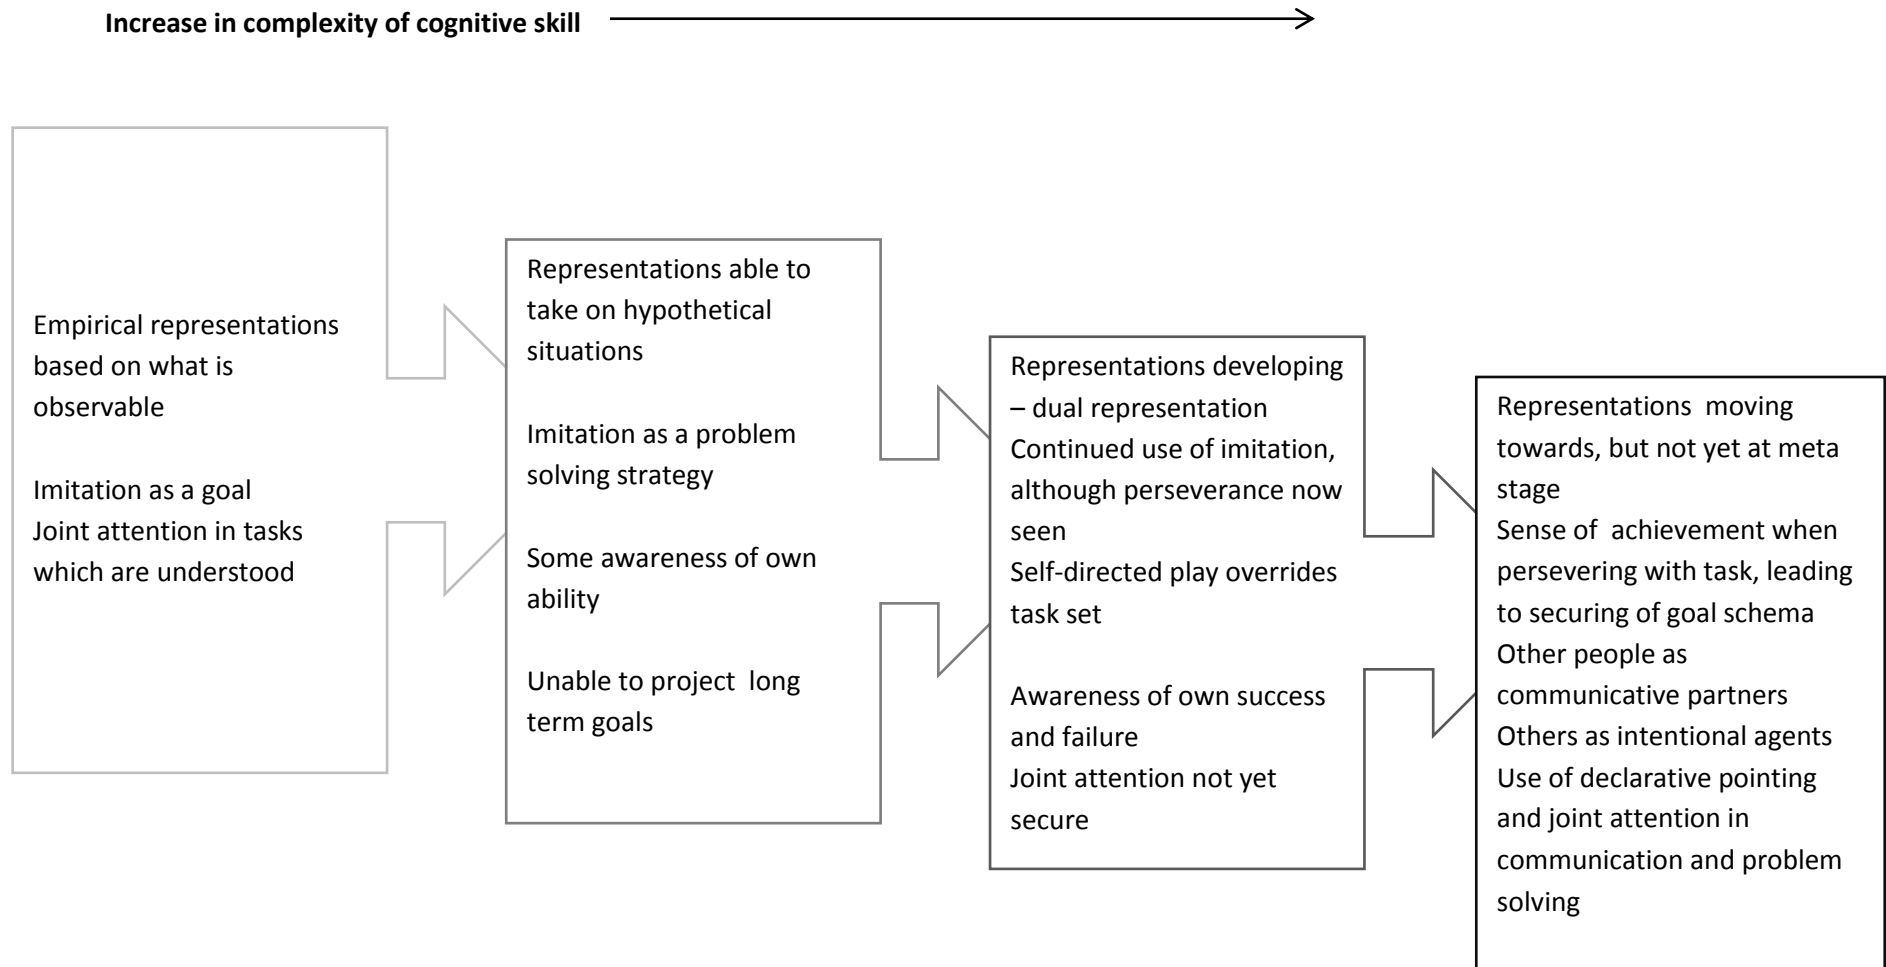 Increase in complexity of cognitive skill
Empirical representations
based on what is
observable
Imitation as a goal
Joint attention in tasks
which are understood
Representations able to
take on hypothetical
situations
Imitation as a problem
solving strategy
Some awareness of own
ability
Unable to project long
term goals
Representations developing
– dual representation
Continued use of imitation,
although perseverance now
seen
Self-directed play overrides
task set
Awareness of own success
and failure
Joint attention not yet
secure
Representations moving
towards, but not yet at meta
stage
Sense of achievement when
persevering with task, leading
to securing of goal schema
Other people as
communicative partners
Others as intentional agents
Use of declarative pointing
and joint attention in
communication and problem
solving